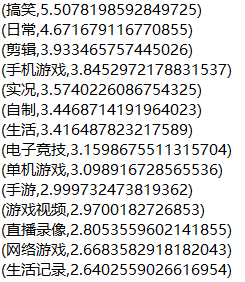 (搞笑,5.5078198592849725)
(日常,4.671679116770855)
(剪辑,3.933465757445026)
(手机游戏,3.8452972178831537)
(实况,3.5740226086754325)
(自制,3.4468714191964023)
(生活,3.416487823217589)
(电子竞技,3.1598675511315704)
(单机游戏,3.098916728565536)
(手游,2.999732473819362)
(游戏视频,2.9700182726853)
(直播录像,2.8053559602141855)
(网络游戏,2.6683582918182043)
(生活记录,2.6402559026616954)